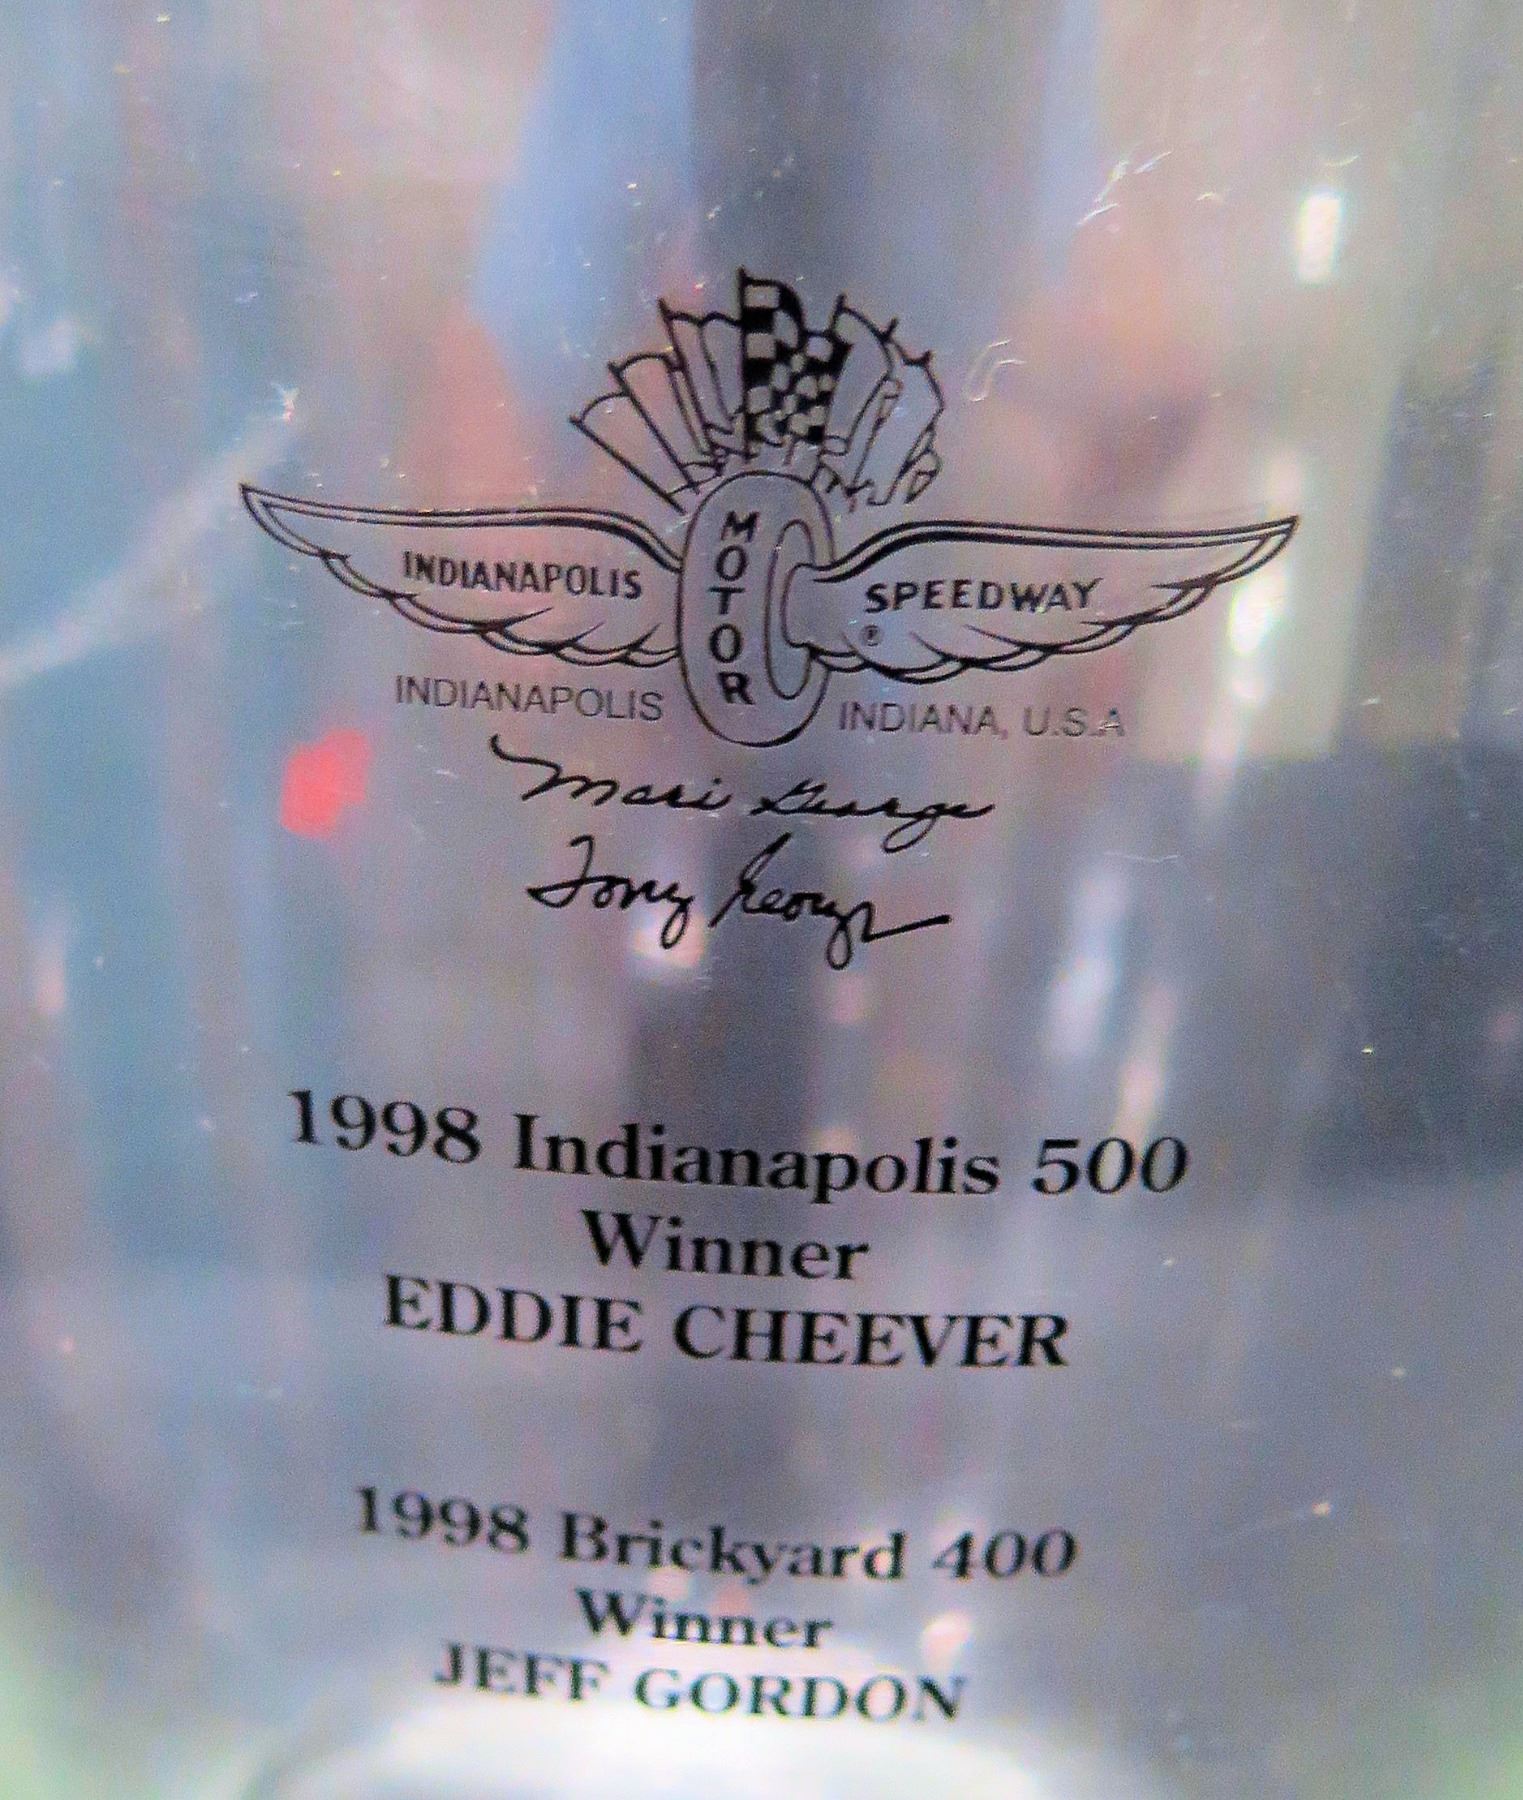 INDIANAPOLIS MOTOR SPEEDWAY
®
INDIANAPOLIS INDIANA, U.S.A
Mari George
Tony George
1998 Indianapolis 500
Winner
EDDIE CHEEVER
1998 Brickyard 400
Winner
JEFF GORDON